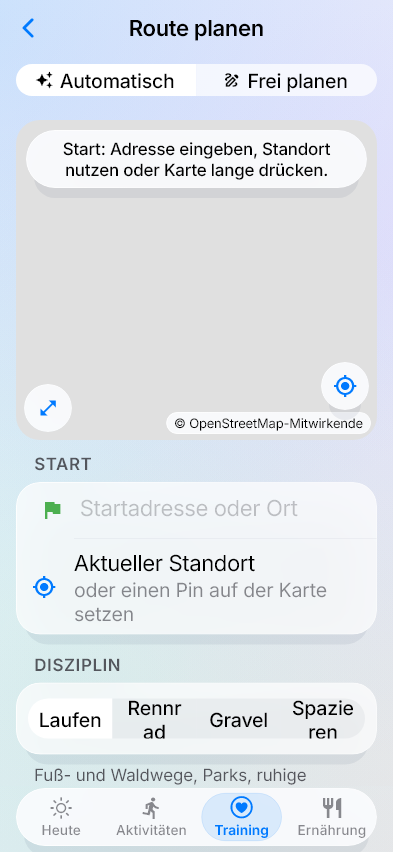 Route planen
Automatisch
Frei planen
Start: Adresse eingeben, Standort
nutzen oder Karte lange drücken.
© OpenStreetMap-Mitwirkende
START
Startadresse oder Ort
Aktueller Standort
oder einen Pin auf der Karte
setzen
DISZIPLIN
Laufen
Rennr
ad
Gravel
Spazie
ren
Fuß- und Waldwege, Parks, ruhige
Heute
Aktivitäten
Training
Ernährung